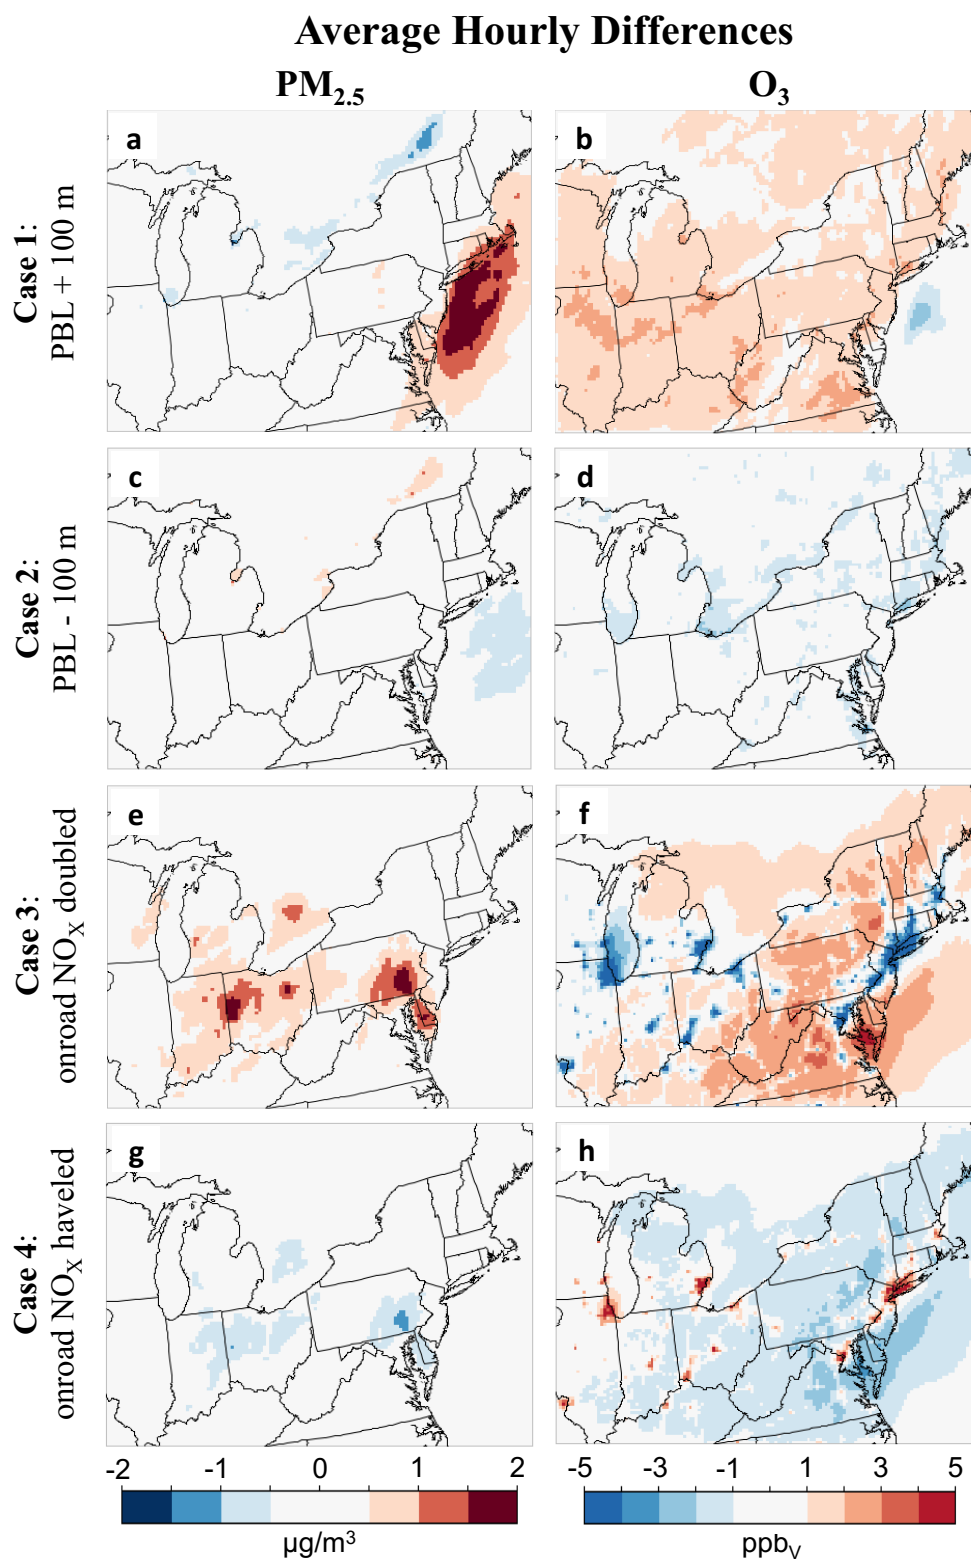 Average Hourly Differences
PM2.5
O3
Case 1:
PBL + 100 m
a
b
Case 2:
PBL - 100 m
c
d
Case 3:
onroad NOX doubled
e
f
Case 4:
onroad NOX haveled
g
h
-2 -1 0 1 2
µg/m³
-5 -3 -1 1 3 5
ppbv